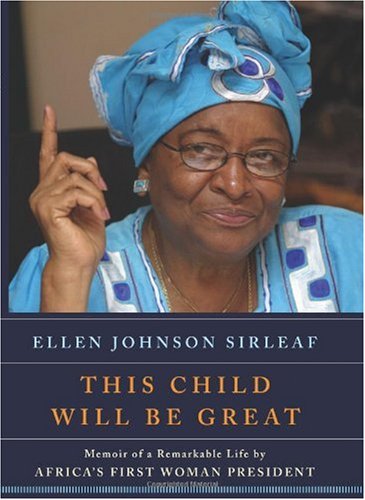 ELLEN JOHNSON SIRLEAF
THIS CHILD
WILL BE GREAT
Memoir of a Remarkable Life by
AFRICA'S FIRST WOMAN PRESIDENT